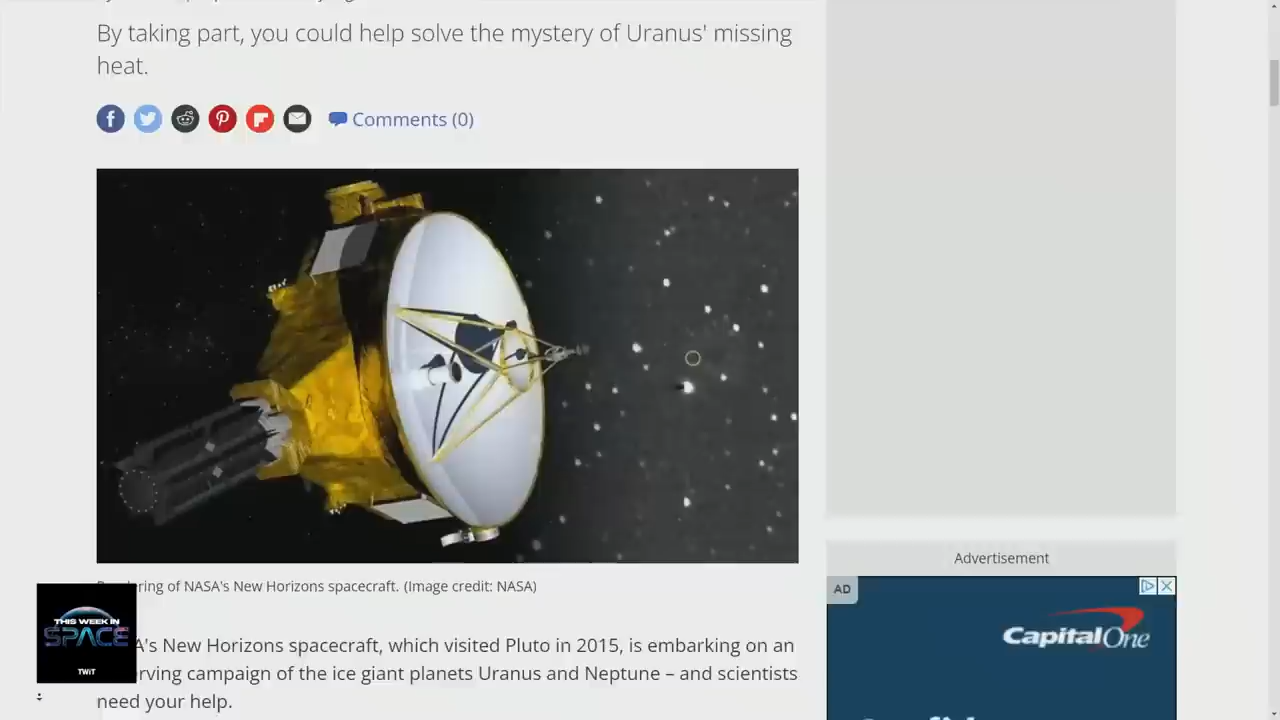 By taking part, you could help solve the mystery of Uranus' missing
heat.
Comments (0)
Rendering of NASA's New Horizons spacecraft. (Image credit: NASA)
's New Horizons spacecraft, which visited Pluto in 2015, is embarking on an
erving campaign of the ice giant planets Uranus and Neptune – and scientists
need your help.
THIS WEEK IN
SPACE
TWiT
Advertisement
AD
Capital One